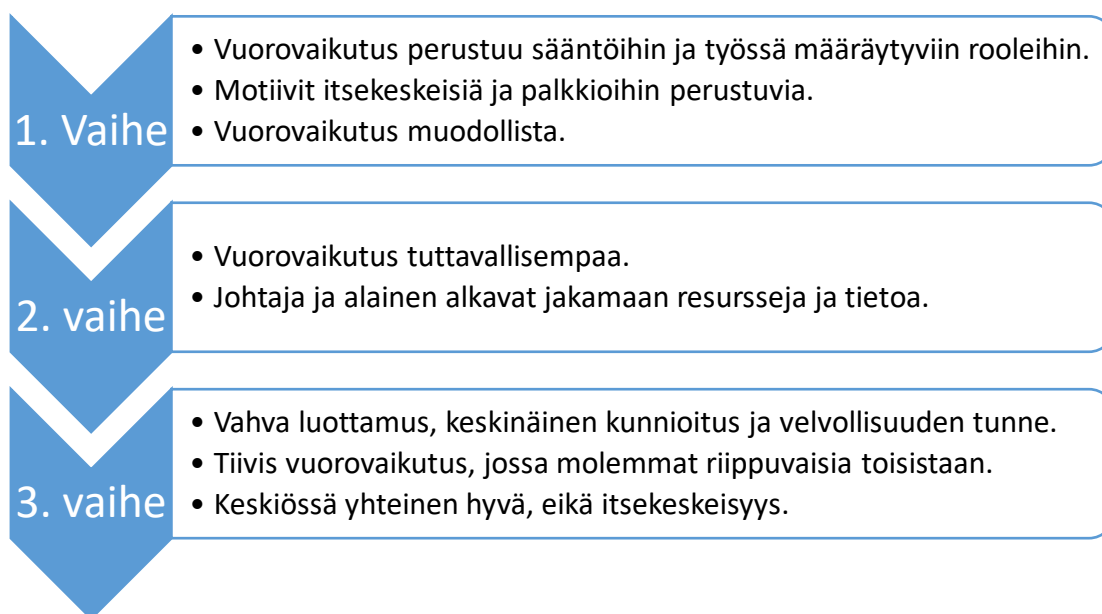 1. Vaihe
• Vuorovaikutus perustuu sääntöihin ja työssä määräytyviin rooleihin.
• Motiivit itsekeskeisiä ja palkkioihin perustuvia.
• Vuorovaikutus muodollista.
2. vaihe
• Vuorovaikutus tuttavallisempaa.
• Johtaja ja alainen alkavat jakamaan resursseja ja tietoa.
3. vaihe
• Vahva luottamus, keskinäinen kunnioitus ja velvollisuuden tunne.
• Tiivis vuorovaikutus, jossa molemmat riippuvaisia toisistaan.
• Keskiössä yhteinen hyvä, eikä itsekeskeisyys.